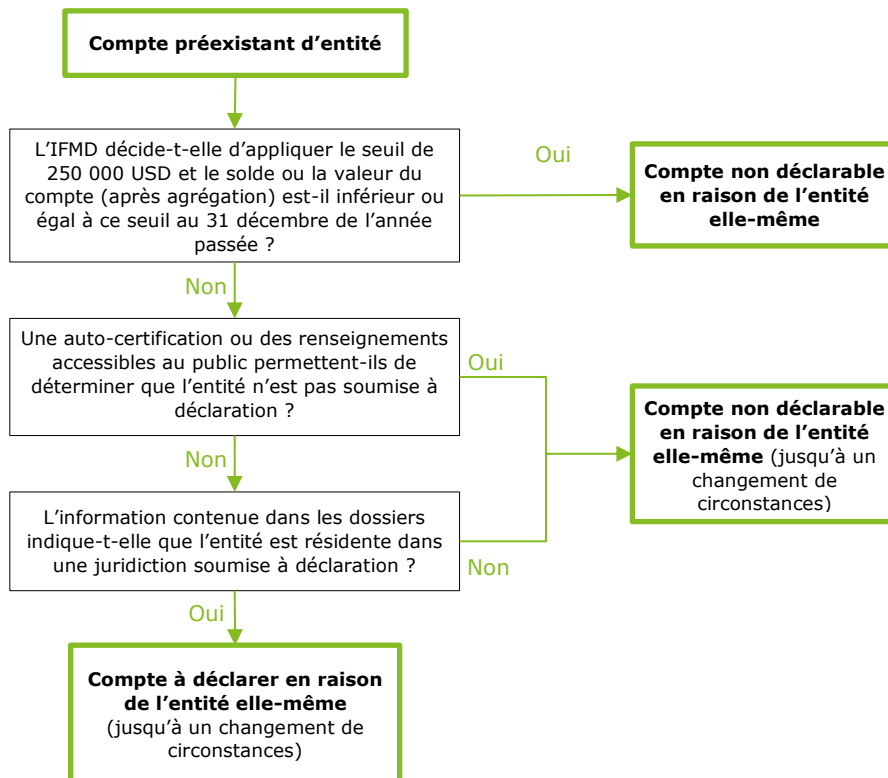 Compte préexistant d’entité
L’IFMD décide-t-elle d’appliquer le seuil de
250 000 USD et le solde ou la valeur du
compte (après agrégation) est-il inférieur ou
égal à ce seuil au 31 décembre de l’année
passée ?
Oui
Compte non déclarable
en raison de l’entité
elle-même
Non
Une auto-certification ou des renseignements
accessibles au public permettent-ils de
déterminer que l’entité n’est pas soumise à
déclaration ?
Oui
Compte non déclarable
en raison de l’entité
elle-même (jusqu’à un
changement de
circonstances)
Non
L’information contenue dans les dossiers
indique-t-elle que l’entité est résidente dans
une juridiction soumise à déclaration ?
Non
Oui
Compte à déclarer en raison
de l’entité elle-même
(jusqu’à un changement de
circonstances)